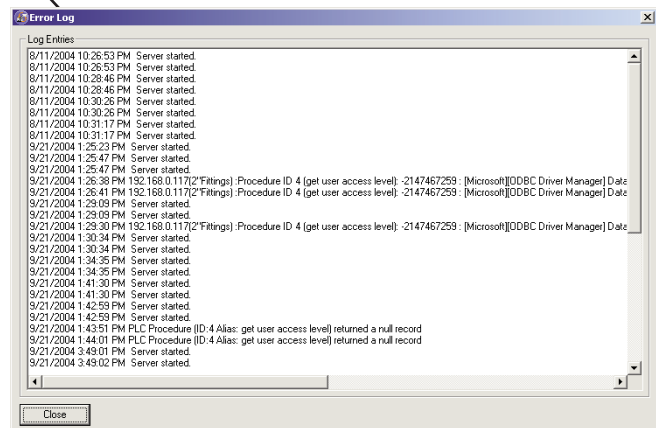 Error Log
Log Entries
8/11/2004 10:26:53 PM Server started.
8/11/2004 10:26:53 PM Server started.
8/11/2004 10:28:46 PM Server started.
8/11/2004 10:28:46 PM Server started.
8/11/2004 10:30:26 PM Server started.
8/11/2004 10:30:26 PM Server started.
8/11/2004 10:31:17 PM Server started.
8/11/2004 10:31:17 PM Server started.
9/21/2004 1:25:23 PM Server started.
9/21/2004 1:25:47 PM Server started.
9/21/2004 1:25:47 PM Server started.
9/21/2004 1:26:38 PM 192.168.0.117(2"Fittings) :Procedure ID 4 (get user access level): -2147467259 : [Microsoft][ODBC Driver Manager] Data
9/21/2004 1:26:41 PM 192.168.0.117(2"Fittings) :Procedure ID 4 (get user access level): -2147467259 : [Microsoft][ODBC Driver Manager] Data
9/21/2004 1:29:09 PM Server started.
9/21/2004 1:29:09 PM Server started.
9/21/2004 1:29:30 PM 192.168.0.117(2"Fittings) :Procedure ID 4 (get user access level): -2147467259 : [Microsoft][ODBC Driver Manager] Data
9/21/2004 1:30:34 PM Server started.
9/21/2004 1:30:34 PM Server started.
9/21/2004 1:34:35 PM Server started.
9/21/2004 1:34:35 PM Server started.
9/21/2004 1:41:30 PM Server started.
9/21/2004 1:41:30 PM Server started.
9/21/2004 1:42:59 PM Server started.
9/21/2004 1:42:59 PM Server started.
9/21/2004 1:43:51 PM PLC Procedure (ID:4 Alias: get user access level) returned a null record
9/21/2004 1:44:01 PM PLC Procedure (ID:4 Alias: get user access level) returned a null record
9/21/2004 3:49:01 PM Server started.
9/21/2004 3:49:02 PM Server started.
Close